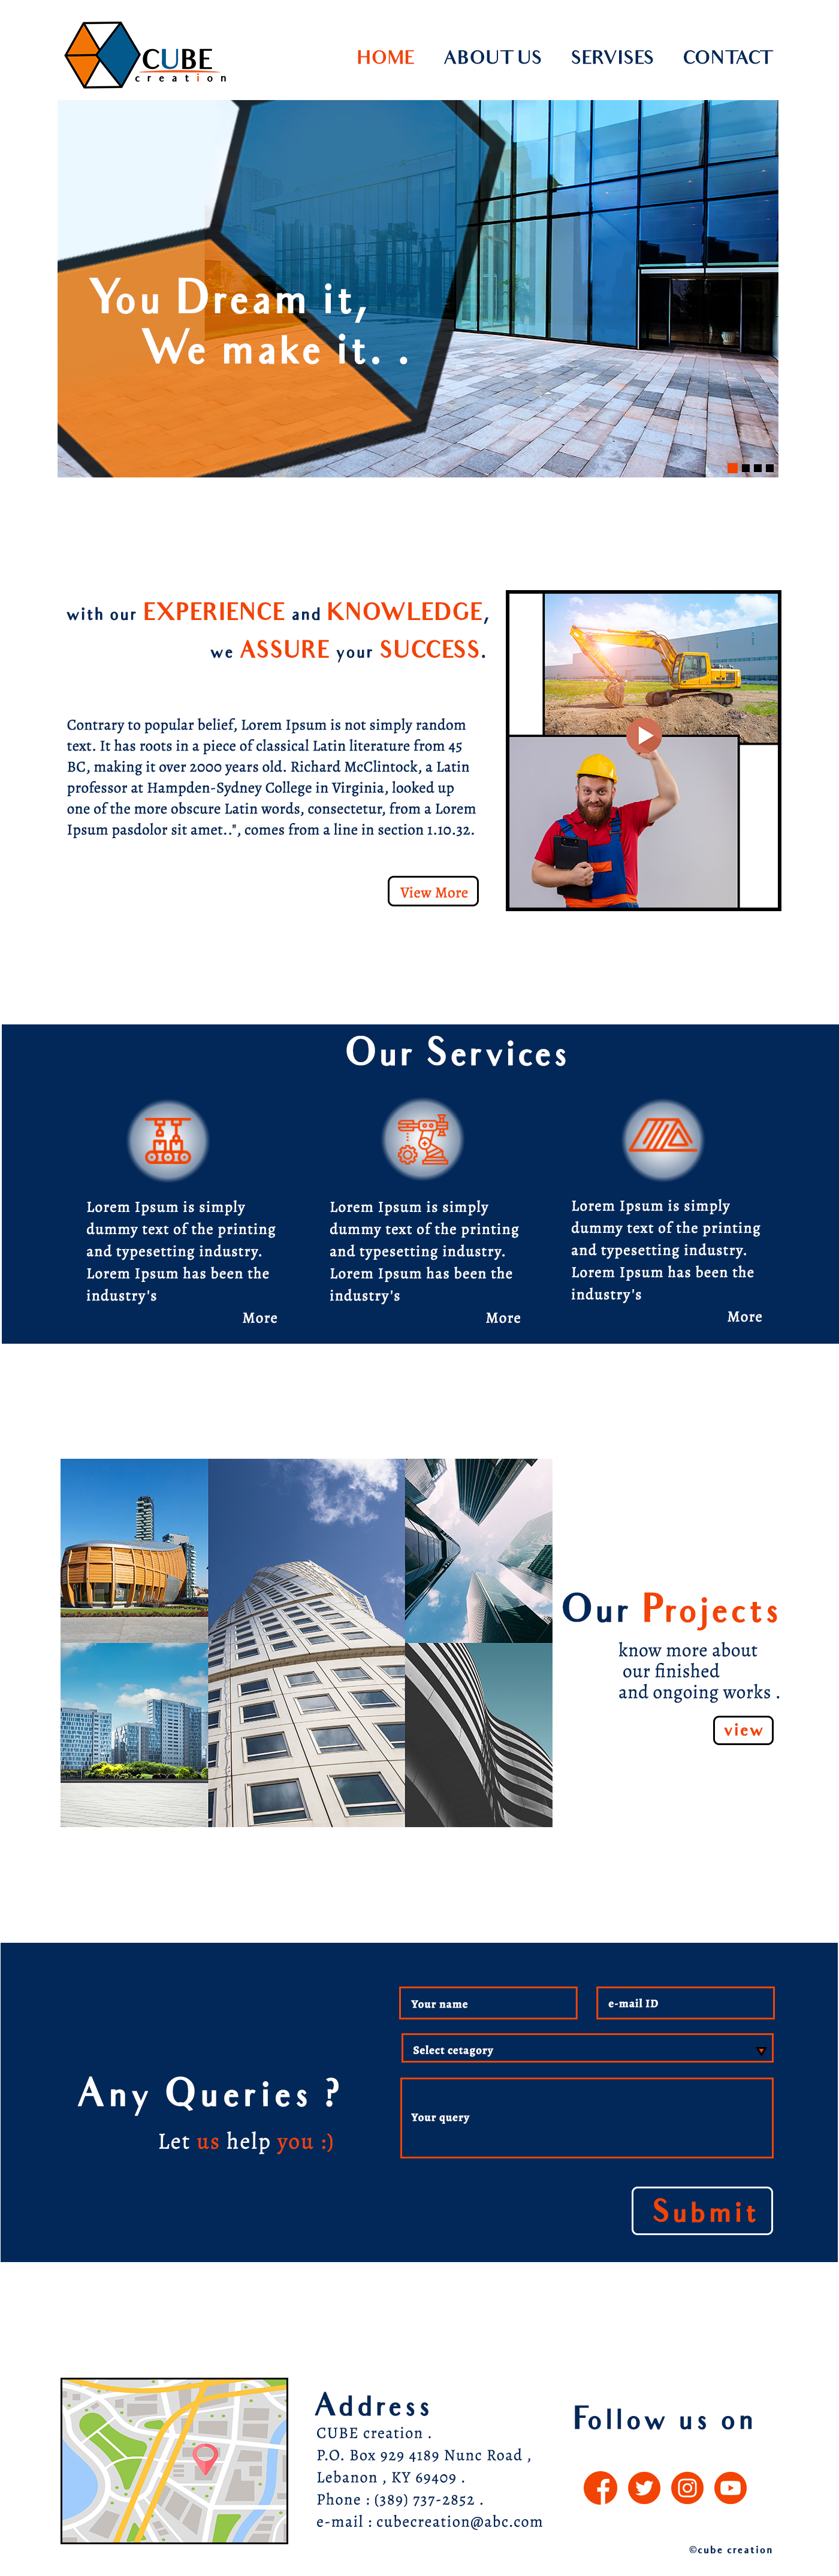 CUBE
creation
HOME ABOUT US SERVISES CONTACT
You Dream it,
We make it. .
with our EXPERIENCE and KNOWLEDGE,
we ASSURE your SUCCESS.
Contrary to popular belief, Lorem Ipsum is not simply random
text. It has roots in a piece of classical Latin literature from 45
BC, making it over 2000 years old. Richard McClintock, a Latin
professor at Hampden-Sydney College in Virginia, looked up
one of the more obscure Latin words, consectetur, from a Lorem
Ipsum pasdolor sit amet..", comes from a line in section 1.10.32.
View More
Our Services
Lorem Ipsum is simply
dummy text of the printing
and typesetting industry.
Lorem Ipsum has been the
industry's
More
Lorem Ipsum is simply
dummy text of the printing
and typesetting industry.
Lorem Ipsum has been the
industry's
More
Lorem Ipsum is simply
dummy text of the printing
and typesetting industry.
Lorem Ipsum has been the
industry's
More
Our Projects
know more about
our finished
and ongoing works .
view
Any Queries ?
Let us help you :)
Your name
e-mail ID
Select cetagory
Your query
Submit
Address
CUBE creation .
P.O. Box 929 4189 Nunc Road ,
Lebanon , KY 69409 .
Phone : (389) 737-2852 .
e-mail : cubecreation@abc.com
Follow us on
©cube creation